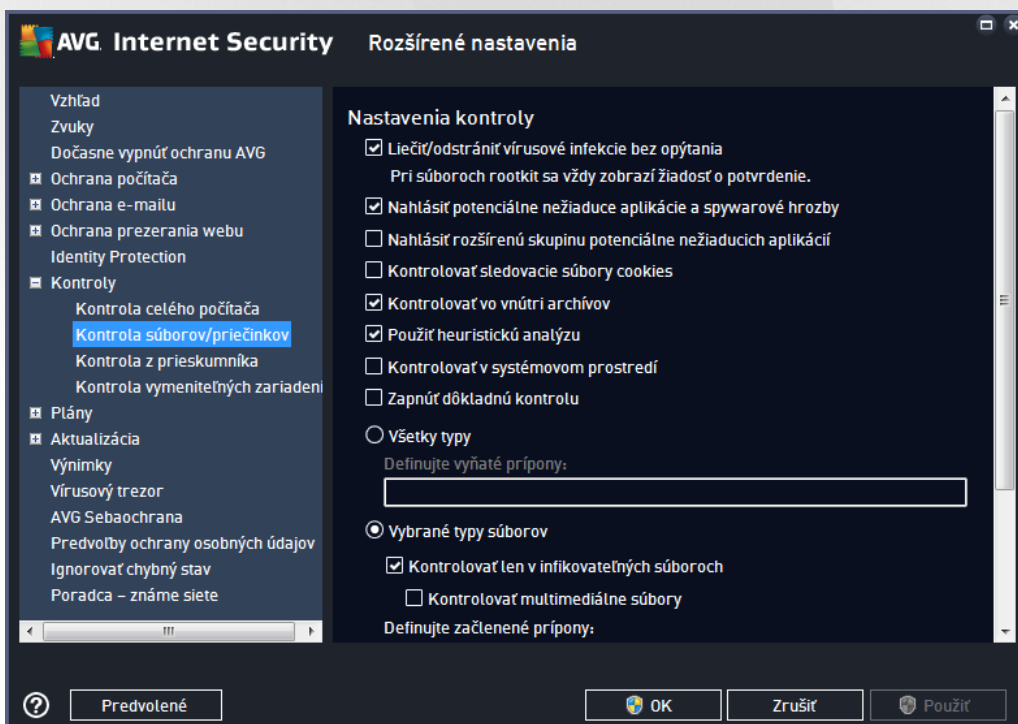 AVG. Internet Security
Rozšírené nastavenia
Vzhľad
Zvuky
Dočasne vypnúť ochranu AVG
Ochrana počítača
Ochrana e-mailu
Ochrana prezerania webu
Identity Protection
Kontroly
Kontrola celého počítača
Kontrola súborov/priečinkov
Kontrola z prieskumníka
Kontrola vymeniteľných zariadení
Plány
Aktualizácia
Výnimky
Vírusový trezor
AVG Sebaochrana
Predvoľby ochrany osobných údajov
Ignorovať chybný stav
Poradca – známe siete
Nastavenia kontroly
Liečiť/odstrániť vírusové infekcie bez opýtania
Pri súboroch rootkit sa vždy zobrazí žiadosť o potvrdenie.
Nahlásiť potenciálne nežiaduce aplikácie a spywarové hrozby
Nahlásiť rozšírenú skupinu potenciálne nežiaducich aplikácií
Kontrolovať sledovacie súbory cookies
Kontrolovať vo vnútri archívov
Použiť heuristickú analýzu
Kontrolovať v systémovom prostredí
Zapnúť dôkladnú kontrolu
Všetky typy
Definujte vyňaté prípony:
Vybrané typy súborov
Kontrolovať len v infikovateľných súboroch
Kontrolovať multimediálne súbory
Definujte začlenené prípony:
Predvolené
OK
Zrušiť
Použiť